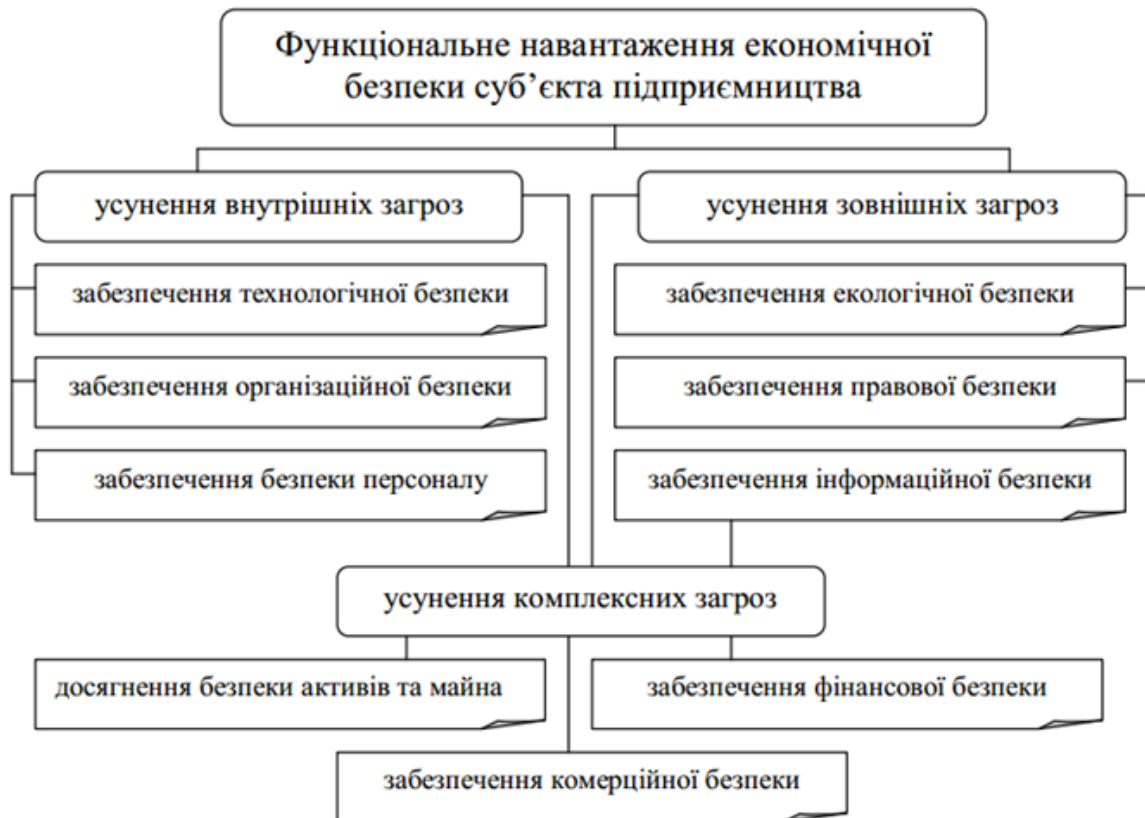 Функціональне навантаження економічної
безпеки суб’єкта підприємництва
усунення внутрішніх загроз
забезпечення технологічної безпеки
забезпечення організаційної безпеки
забезпечення безпеки персоналу
усунення зовнішніх загроз
забезпечення екологічної безпеки
забезпечення правової безпеки
забезпечення інформаційної безпеки
усунення комплексних загроз
досягнення безпеки активів та майна
забезпечення фінансової безпеки
забезпечення комерційної безпеки